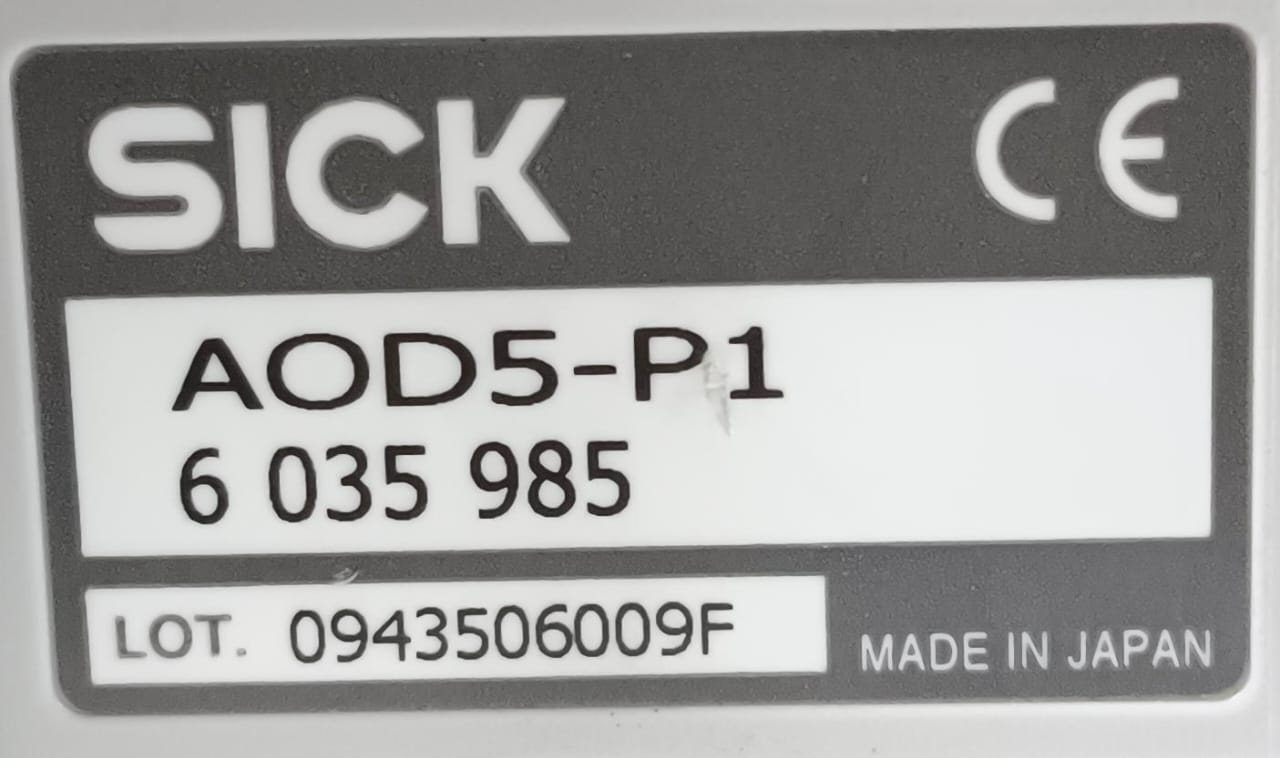 SICK CE
AOD5-P1
6 035 985
LOT. 0943506009F
MADE IN JAPAN